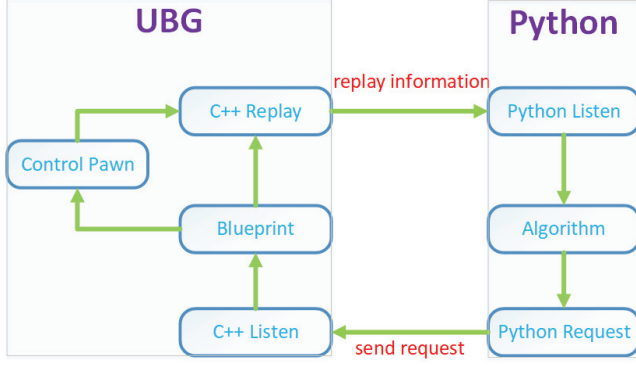 UBG
Python
replay information
C++ Replay
Python Listen
Control Pawn
Blueprint
Algorithm
C++ Listen
Python Request
send request